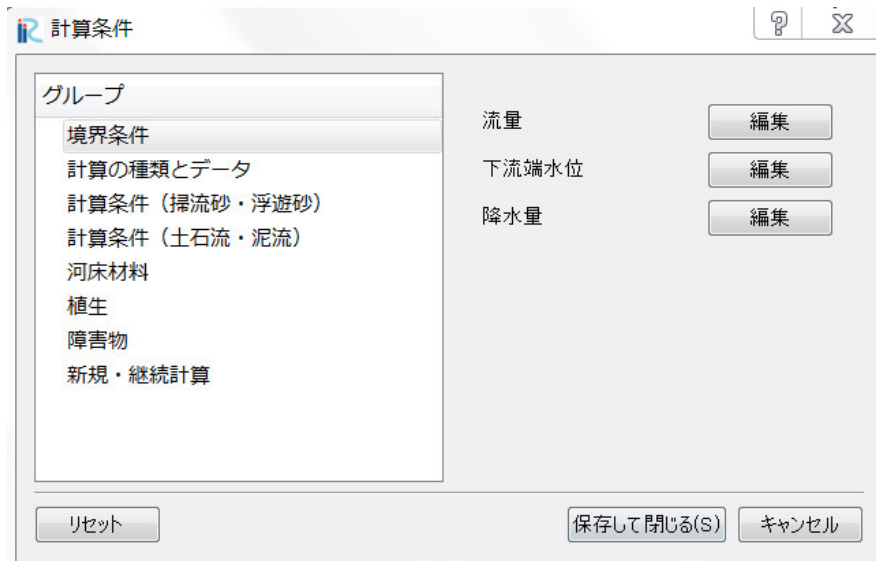 計算条件
グループ
境界条件
計算の種類とデータ
計算条件（掃流砂・浮遊砂）
計算条件（土石流・泥流）
河床材料
植生
障害物
新規・継続計算
流量 編集
下流端水位 編集
降水量 編集
リセット 保存して閉じる(S) キャンセル